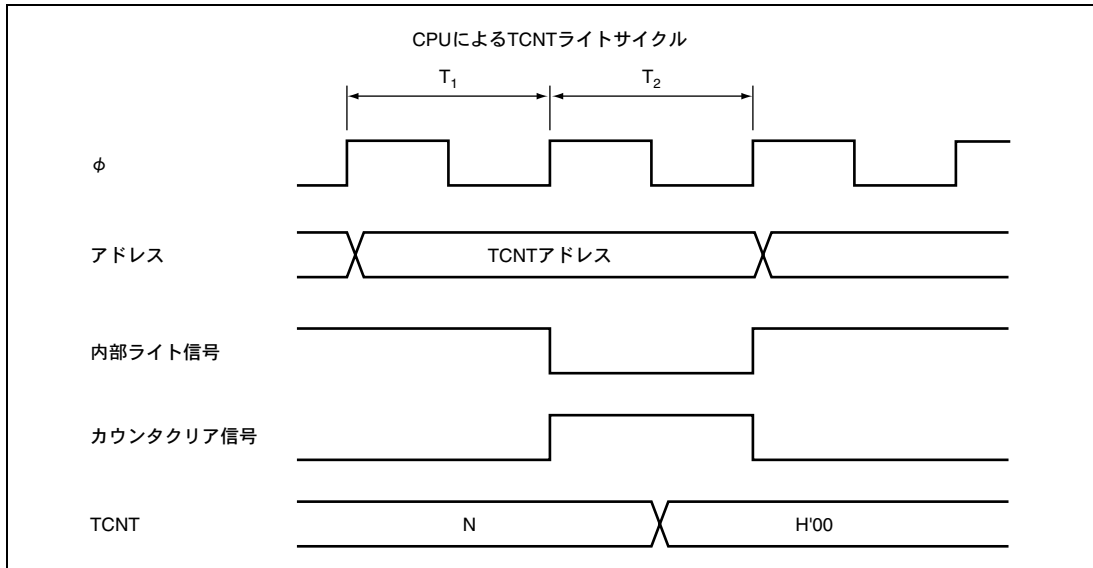 CPUによるTCNTライトサイクル
T1 T2
φ
アドレス TCNTアドレス
内部ライト信号
カウンタクリア信号
TCNT N H'00